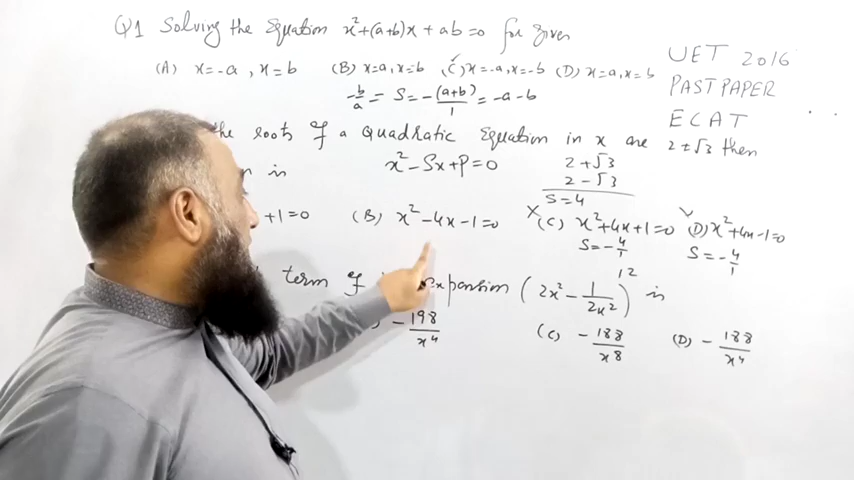 Q1 Solving the Equation x²+(a+b)x + ab=0 for given
(A) x=-a, x=b (B) x=a, x=b (C) x=-a, x=-b (D) x=a, x=b
-b/a = S = -(a+b)/1 = -a-b
UET 2016
PAST PAPER
ECAT
the roots of a Quadratic Equation in x are 2±√3 then
is x²-Sx+P=0
2+√3
2-√3
S=4
+1=0 (B) x²-4x-1=0 (C) x²+4x+1=0 (D) x²+4x-1=0
S=-4/1 S=-4/1
term of Expansion (2x² - 1/2x²)¹² is
-198/x⁴ (C) -188/x⁸ (D) -188/x⁴